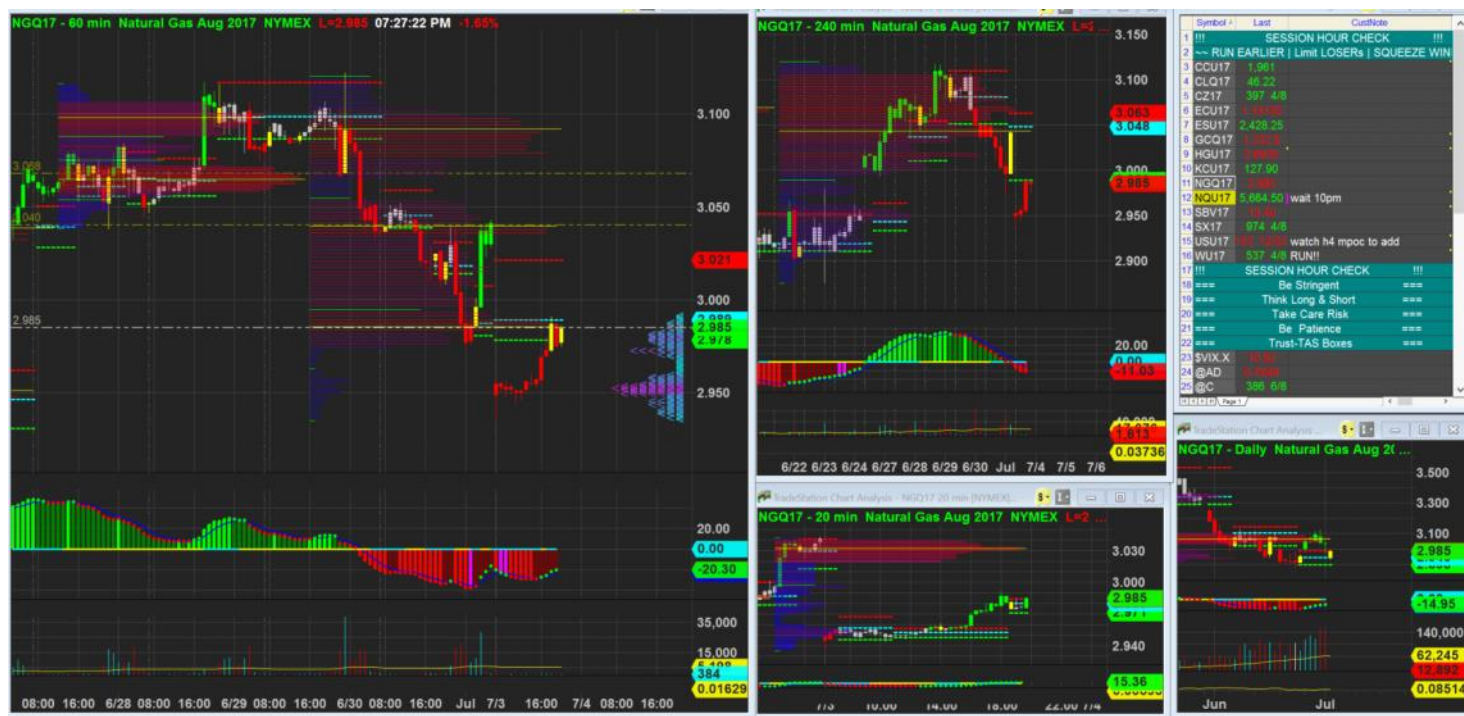 NGQ17 - 60 min Natural Gas Aug 2017 NYMEX L=2.985 07:27:22 PM -1.65%
3.100
3.088
3.050
3.040
3.021
3.000
2.985
2.989
2.985
2.978
2.950
20.00
0.00
-20.30
35,000
15,000
384
0.01629
08:00 16:00 6/28 08:00 16:00 6/29 08:00 16:00 6/30 08:00 16:00 Jul 7/3 16:00 7/4 08:00 16:00
NGQ17 - 240 min Natural Gas Aug 2017 NYMEX
3.150
3.100
3.063
3.048
3.000
2.985
2.950
2.900
20.00
0.00
-11.03
1,813
0.03736
6/22 6/23 6/24 6/27 6/28 6/29 6/30 Jul 7/4 7/5 7/6
TradeStation Chart Analysis - NGQ17 20 min [NYMEX]...
NGQ17 - 20 min Natural Gas Aug 2017 NYMEX L=2 ...
3.030
3.000
2.985
2.971
2.940
15.36
7/3 10:00 14:00 18:00 22:00 7/4
Symbol Last CustNote
1 !!! SESSION HOUR CHECK !!!
2 ~~ RUN EARLIER | Limit LOSERs | SQUEEZE WIN
3 CCU17 1,961
4 CLQ17 46.22
5 CZ17 397 4/8
6 ECU17
7 ESU17 2,428.25
8 GCQ17
9 HGU17
10 KCU17 127.90
11 NGQ17
12 NQU17 5,664.50 wait 10pm
13 SBV17
14 SX17 974 4/8
15 USU17 watch h4 mpoc to add
16 WU17 537 4/8 RUN!!
17 !!! SESSION HOUR CHECK !!!
18 === Be Stringent ===
19 === Think Long & Short ===
20 === Take Care Risk ===
21 === Be Patience ===
22 === Trust-TAS Boxes ===
23 $VIX.X
24 @AD
25 @C 386 6/8
Page 1
TradeStation Chart Analysis ...
NGQ17 - Daily Natural Gas Aug 2( ...
3.500
3.300
3.100
2.985
-14.95
140,000
62,245
12,892
0.08514
Jun Jul